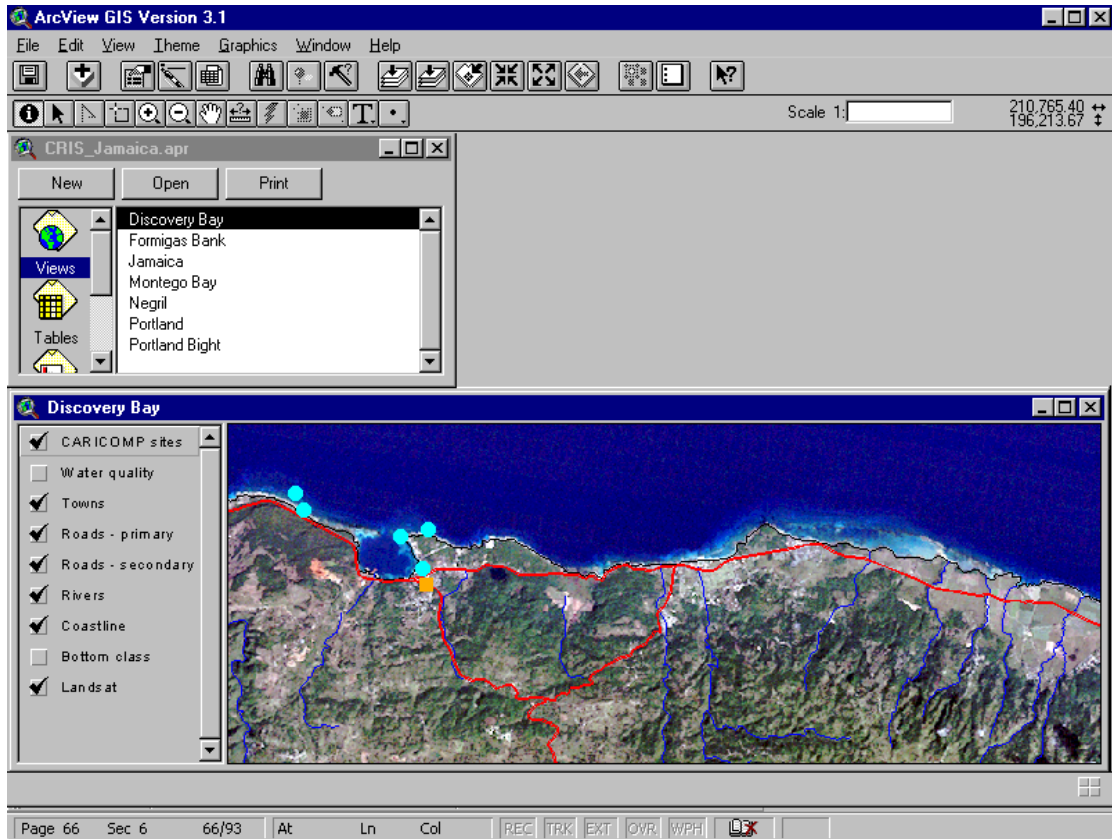 ArcView GIS Version 3.1
File Edit View Theme Graphics Window Help
Scale 1:
210,765.40
196,213.67
CRIS_Jamaica.apr
New Open Print
Views
Tables
Discovery Bay
Formigas Bank
Jamaica
Montego Bay
Negril
Portland
Portland Bight
Discovery Bay
CARICOMP sites
Water quality
Towns
Roads - primary
Roads - secondary
Rivers
Coastline
Bottom class
Landsat
Page 66 Sec 6 66/93 At Ln Col REC TRK EXT OVR WPH